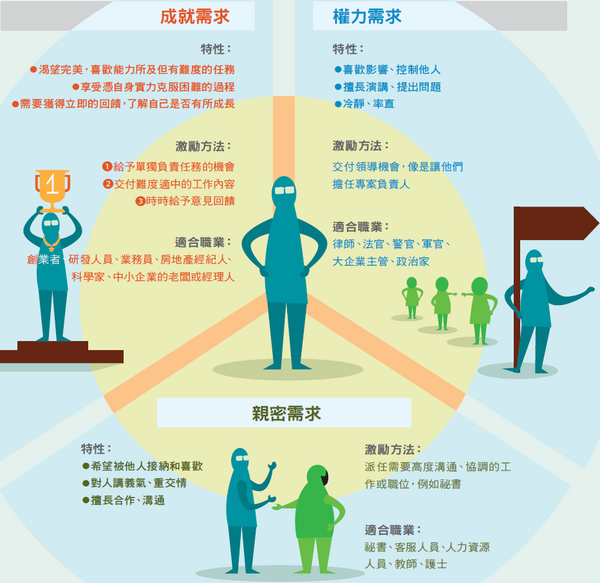 成就需求
特性：
●渴望完美，喜歡能力所及但有難度的任務
●享受憑自身實力克服困難的過程
●需要獲得立即的回饋，了解自己是否有所成長
激勵方法：
❶給予單獨負責任務的機會
❷交付難度適中的工作內容
❸時時給予意見回饋
適合職業：
創業者、研發人員、業務員、房地產經紀人、
科學家、中小企業的老闆或經理人
1
權力需求
特性：
●喜歡影響、控制他人
●擅長演講、提出問題
●冷靜、率直
激勵方法：
交付領導機會，像是讓他們
擔任專案負責人
適合職業：
律師、法官、警官、軍官、
大企業主管、政治家
親密需求
特性：
●希望被他人接納和喜歡
●對人講義氣、重交情
●擅長合作、溝通
激勵方法：
派任需要高度溝通、協調的工
作或職位，例如祕書
適合職業：
祕書、客服人員、人力資源
人員、教師、護士